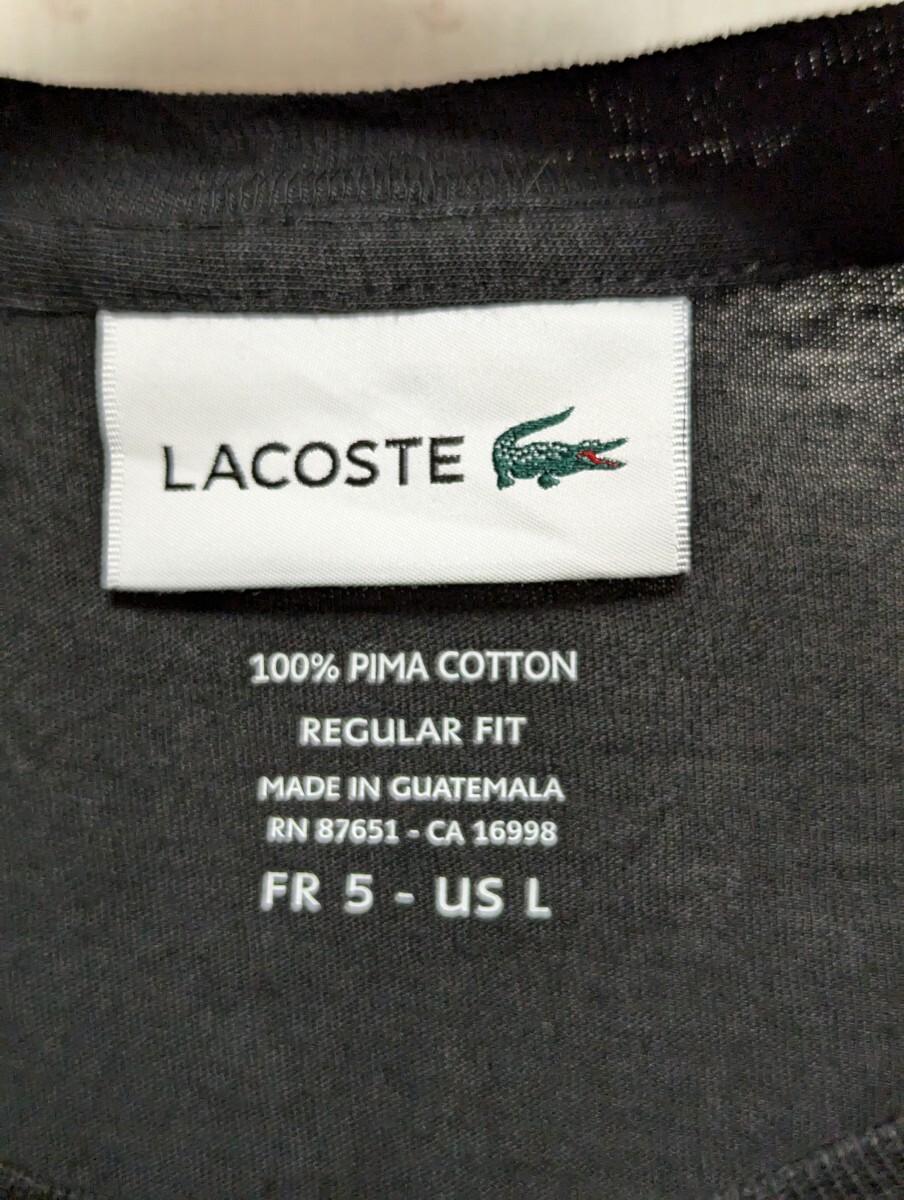 LACOSTE
100% PIMA COTTON
REGULAR FIT
MADE IN GUATEMALA
RN 87651 - CA 16998
FR 5 - US L